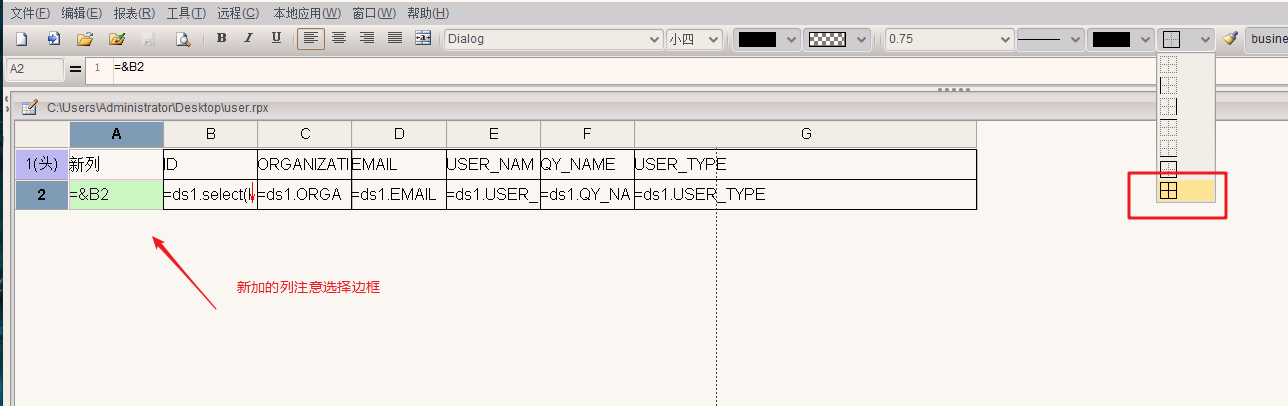 文件(F) 编辑(E) 报表(R) 工具(T) 远程(C) 本地应用(W) 窗口(W) 帮助(H)
B I U Dialog 小四 0.75 busine
A2 = 1 =&B2
C:\Users\Administrator\Desktop\user.rpx
A B C D E F G
1(头) 新列 ID ORGANIZATI EMAIL USER_NAM QY_NAME USER_TYPE
2 =&B2 =ds1.select( =ds1.ORGA =ds1.EMAIL =ds1.USER_ =ds1.QY_NA =ds1.USER_TYPE
新加的列注意选择边框